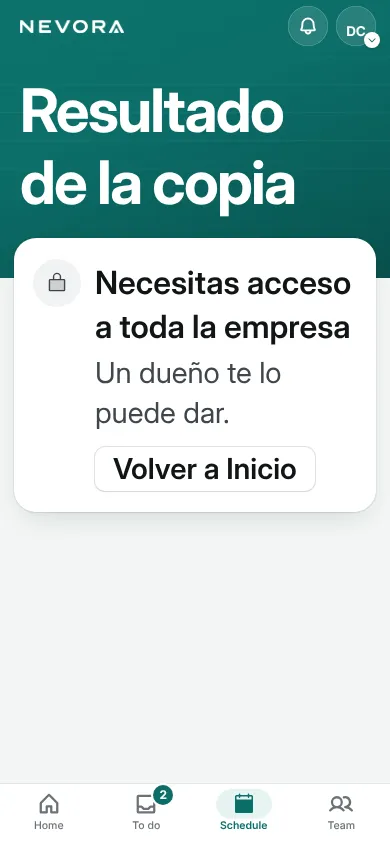 NEVORA
DC
Resultado
de la copia
Necesitas acceso
a toda la empresa
Un dueño te lo
puede dar.
Volver a Inicio
2
Home
To do
Schedule
Team